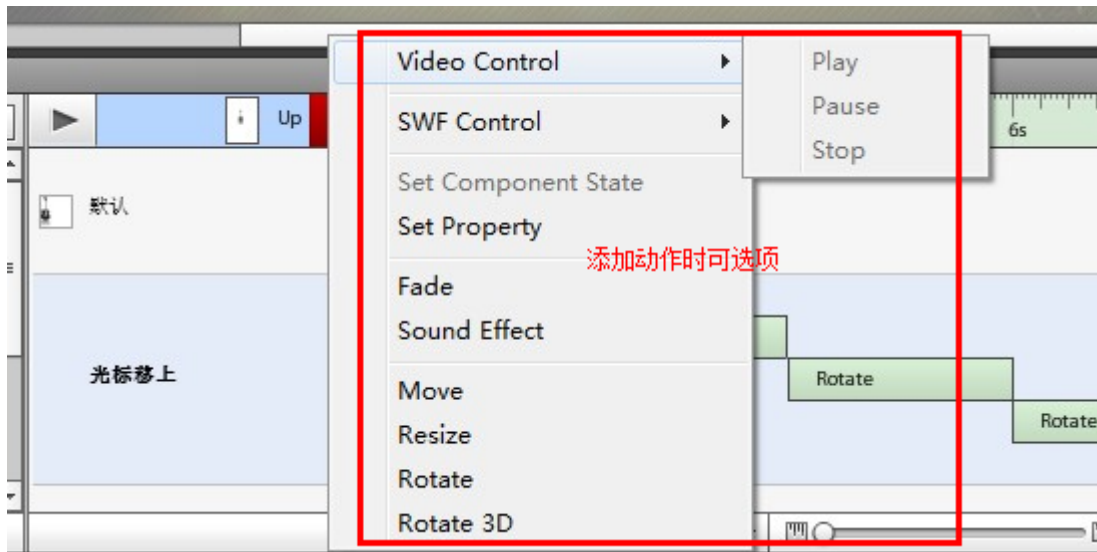 Video Control
Play
Up
SWF Control
Pause
6s
Stop
Set Component State
默认
Set Property
添加动作时可选项
Fade
Sound Effect
光标移上
Rotate
Move
Rotate
Resize
Rotate
Rotate 3D